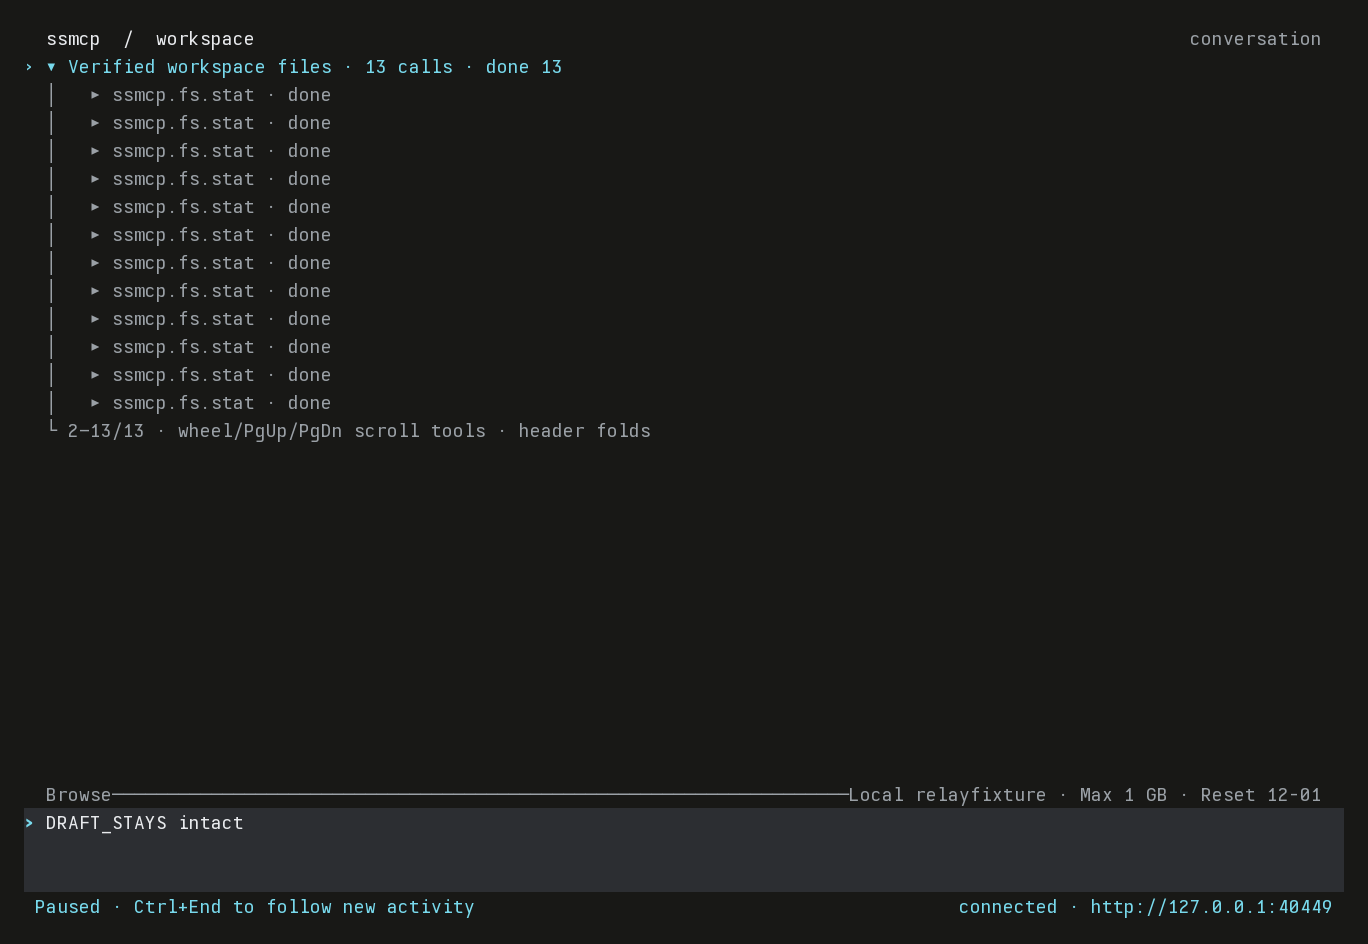 ssmcp / workspace conversation
› ▾ Verified workspace files · 13 calls · done 13
│ ▸ ssmcp.fs.stat · done
│ ▸ ssmcp.fs.stat · done
│ ▸ ssmcp.fs.stat · done
│ ▸ ssmcp.fs.stat · done
│ ▸ ssmcp.fs.stat · done
│ ▸ ssmcp.fs.stat · done
│ ▸ ssmcp.fs.stat · done
│ ▸ ssmcp.fs.stat · done
│ ▸ ssmcp.fs.stat · done
│ ▸ ssmcp.fs.stat · done
│ ▸ ssmcp.fs.stat · done
│ ▸ ssmcp.fs.stat · done
└ 2–13/13 · wheel/PgUp/PgDn scroll tools · header folds
Browse Local relayfixture · Max 1 GB · Reset 12-01
› DRAFT_STAYS intact
Paused · Ctrl+End to follow new activity connected · http://127.0.0.1:40449